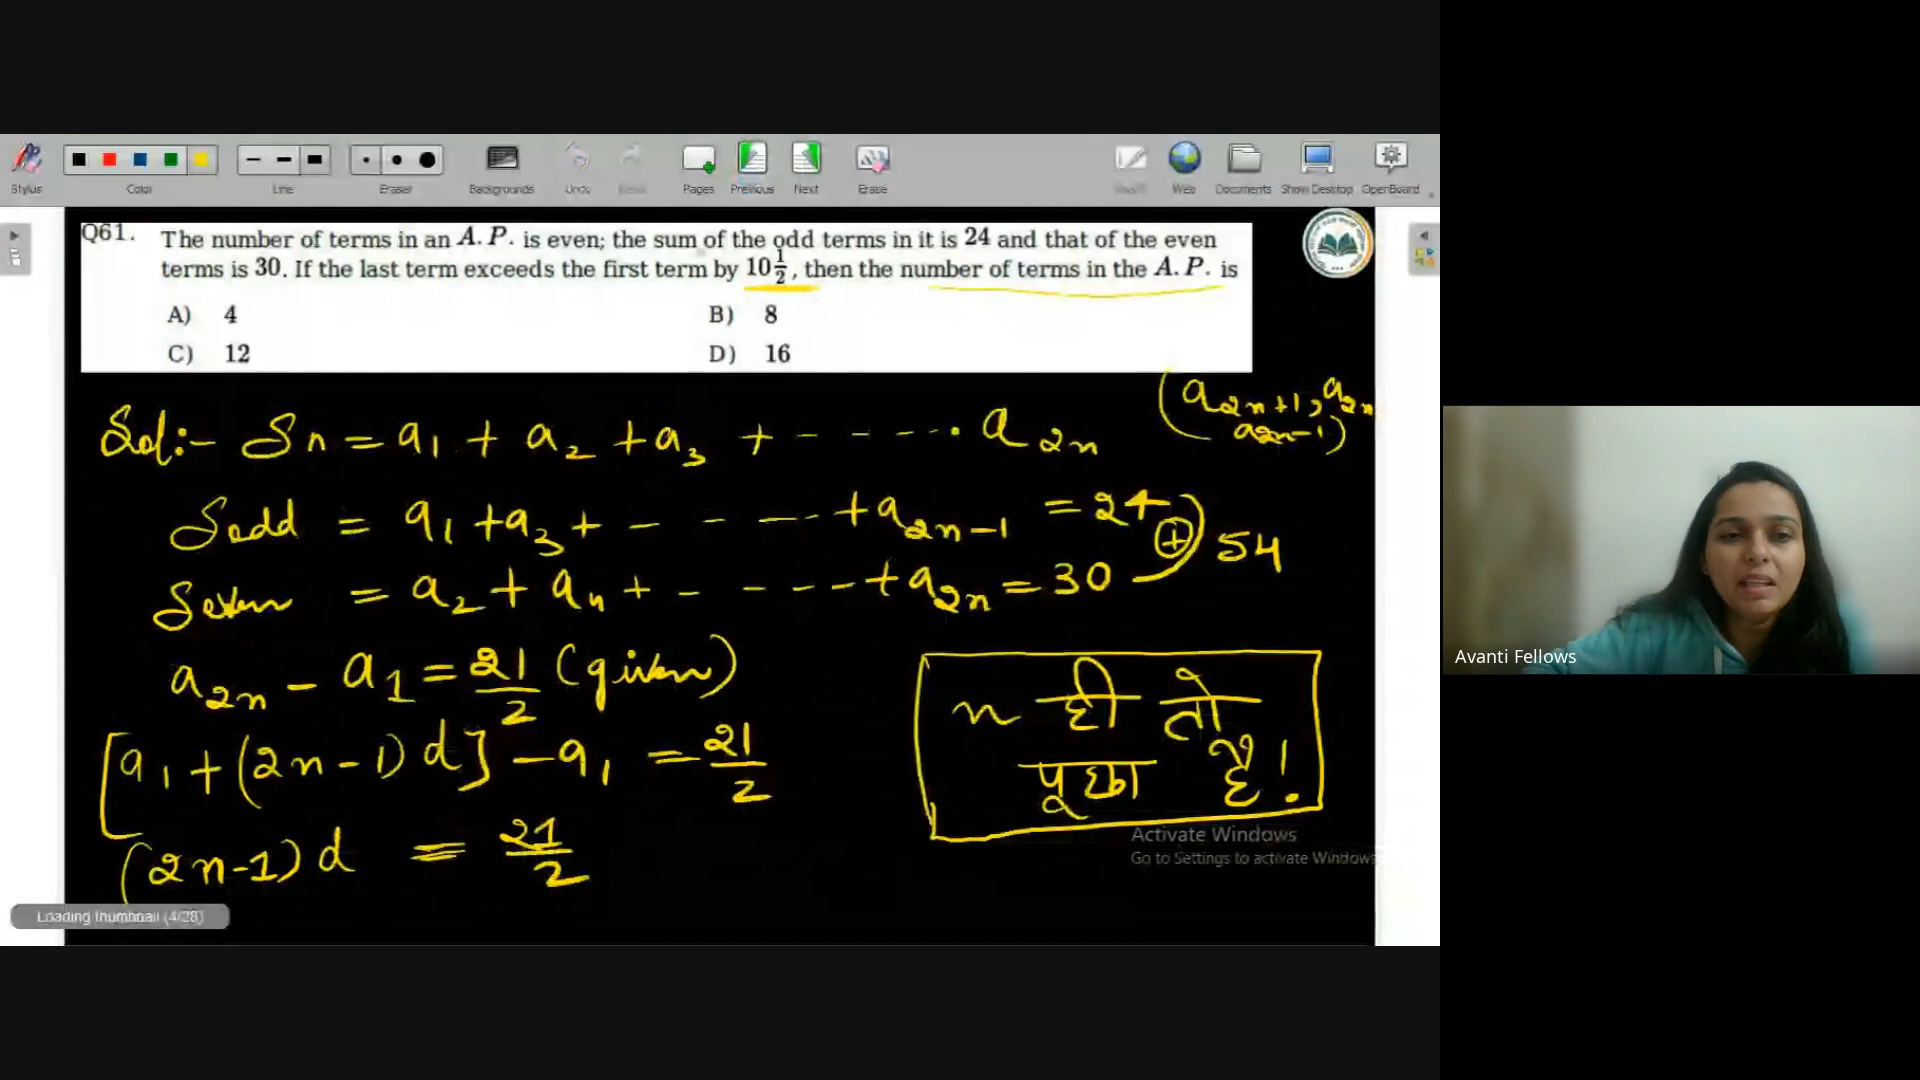 Stylus
Color
Line
Eraser
Backgrounds
Undo
Pages
Previous
Next
Erase
Web
Documents
Show Desktop
OpenBoard
Q61. The number of terms in an A.P. is even; the sum of the odd terms in it is 24 and that of the even
terms is 30. If the last term exceeds the first term by 10 1/2, then the number of terms in the A.P. is
A) 4 B) 8
C) 12 D) 16
(a₂ₙ₊₁, a₂ₙ
a₂ₙ₋₁)
Sol:- Sn = a₁ + a₂ + a₃ + - - - - - . a₂ₙ
Sodd = a₁ + a₃ + - - - - + a₂ₙ₋₁ = 24
⊕ 54
Seven = a₂ + a₄ + - - - - + a₂ₙ = 30
a₂ₙ - a₁ = 21/2 (given)
[a₁ + (2n-1) d] - a₁ = 21/2
(2n-1) d = 21/2
n ही तो
पूछा है!
Activate Windows
Go to Settings to activate Windows
Loading thumbnail (4/28)
Avanti Fellows